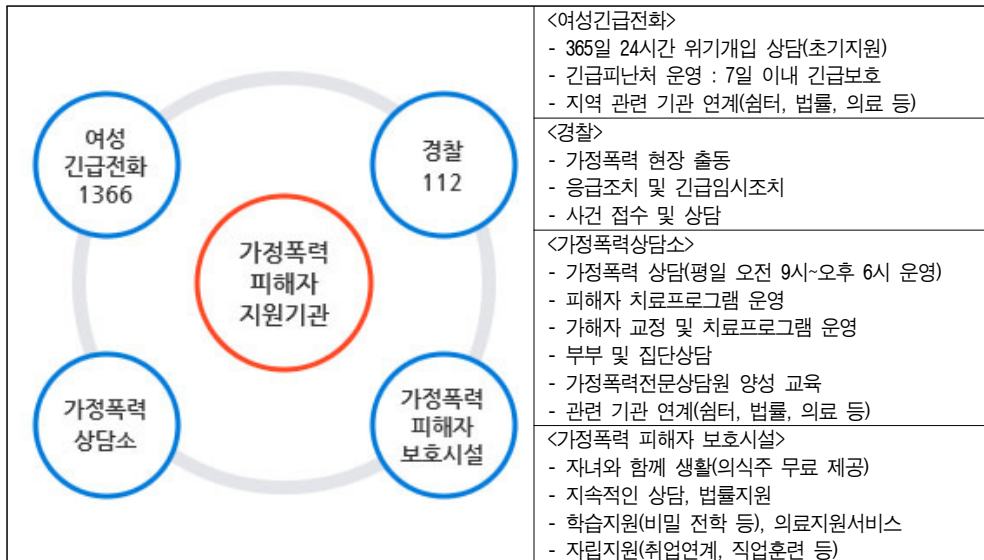 여성
긴급전화
1366
경찰
112
가정폭력
피해자
지원기관
가정폭력
상담소
가정폭력
피해자
보호시설
<여성긴급전화>
- 365일 24시간 위기개입 상담(초기지원)
- 긴급피난처 운영 : 7일 이내 긴급보호
- 지역 관련 기관 연계(쉼터, 법률, 의료 등)
<경찰>
- 가정폭력 현장 출동
- 응급조치 및 긴급임시조치
- 사건 접수 및 상담
<가정폭력상담소>
- 가정폭력 상담(평일 오전 9시~오후 6시 운영)
- 피해자 치료프로그램 운영
- 가해자 교정 및 치료프로그램 운영
- 부부 및 집단상담
- 가정폭력전문상담원 양성 교육
- 관련 기관 연계(쉼터, 법률, 의료 등)
<가정폭력 피해자 보호시설>
- 자녀와 함께 생활(의식주 무료 제공)
- 지속적인 상담, 법률지원
- 학습지원(비밀 전학 등), 의료지원서비스
- 자립지원(취업연계, 직업훈련 등)